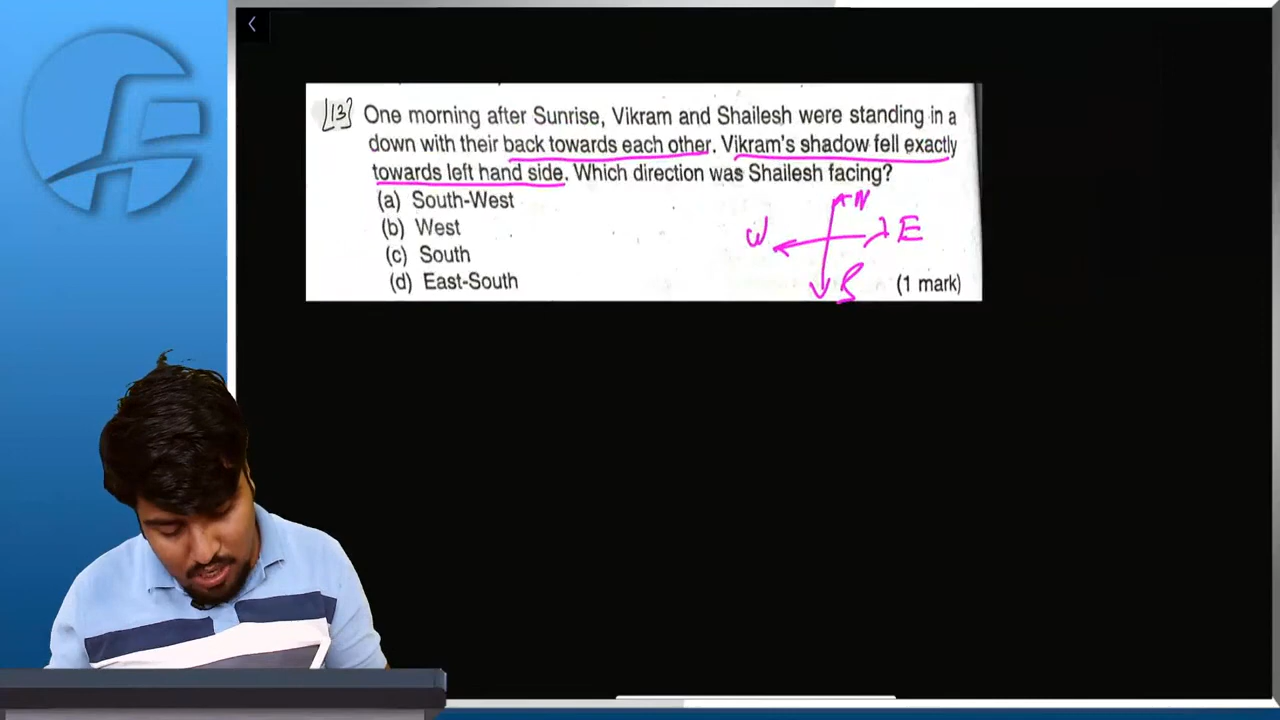 [13] One morning after Sunrise, Vikram and Shailesh were standing in a
down with their back towards each other. Vikram's shadow fell exactly
towards left hand side. Which direction was Shailesh facing?
(a) South-West
(b) West
(c) South
(d) East-South
(1 mark)
N
W
E
S